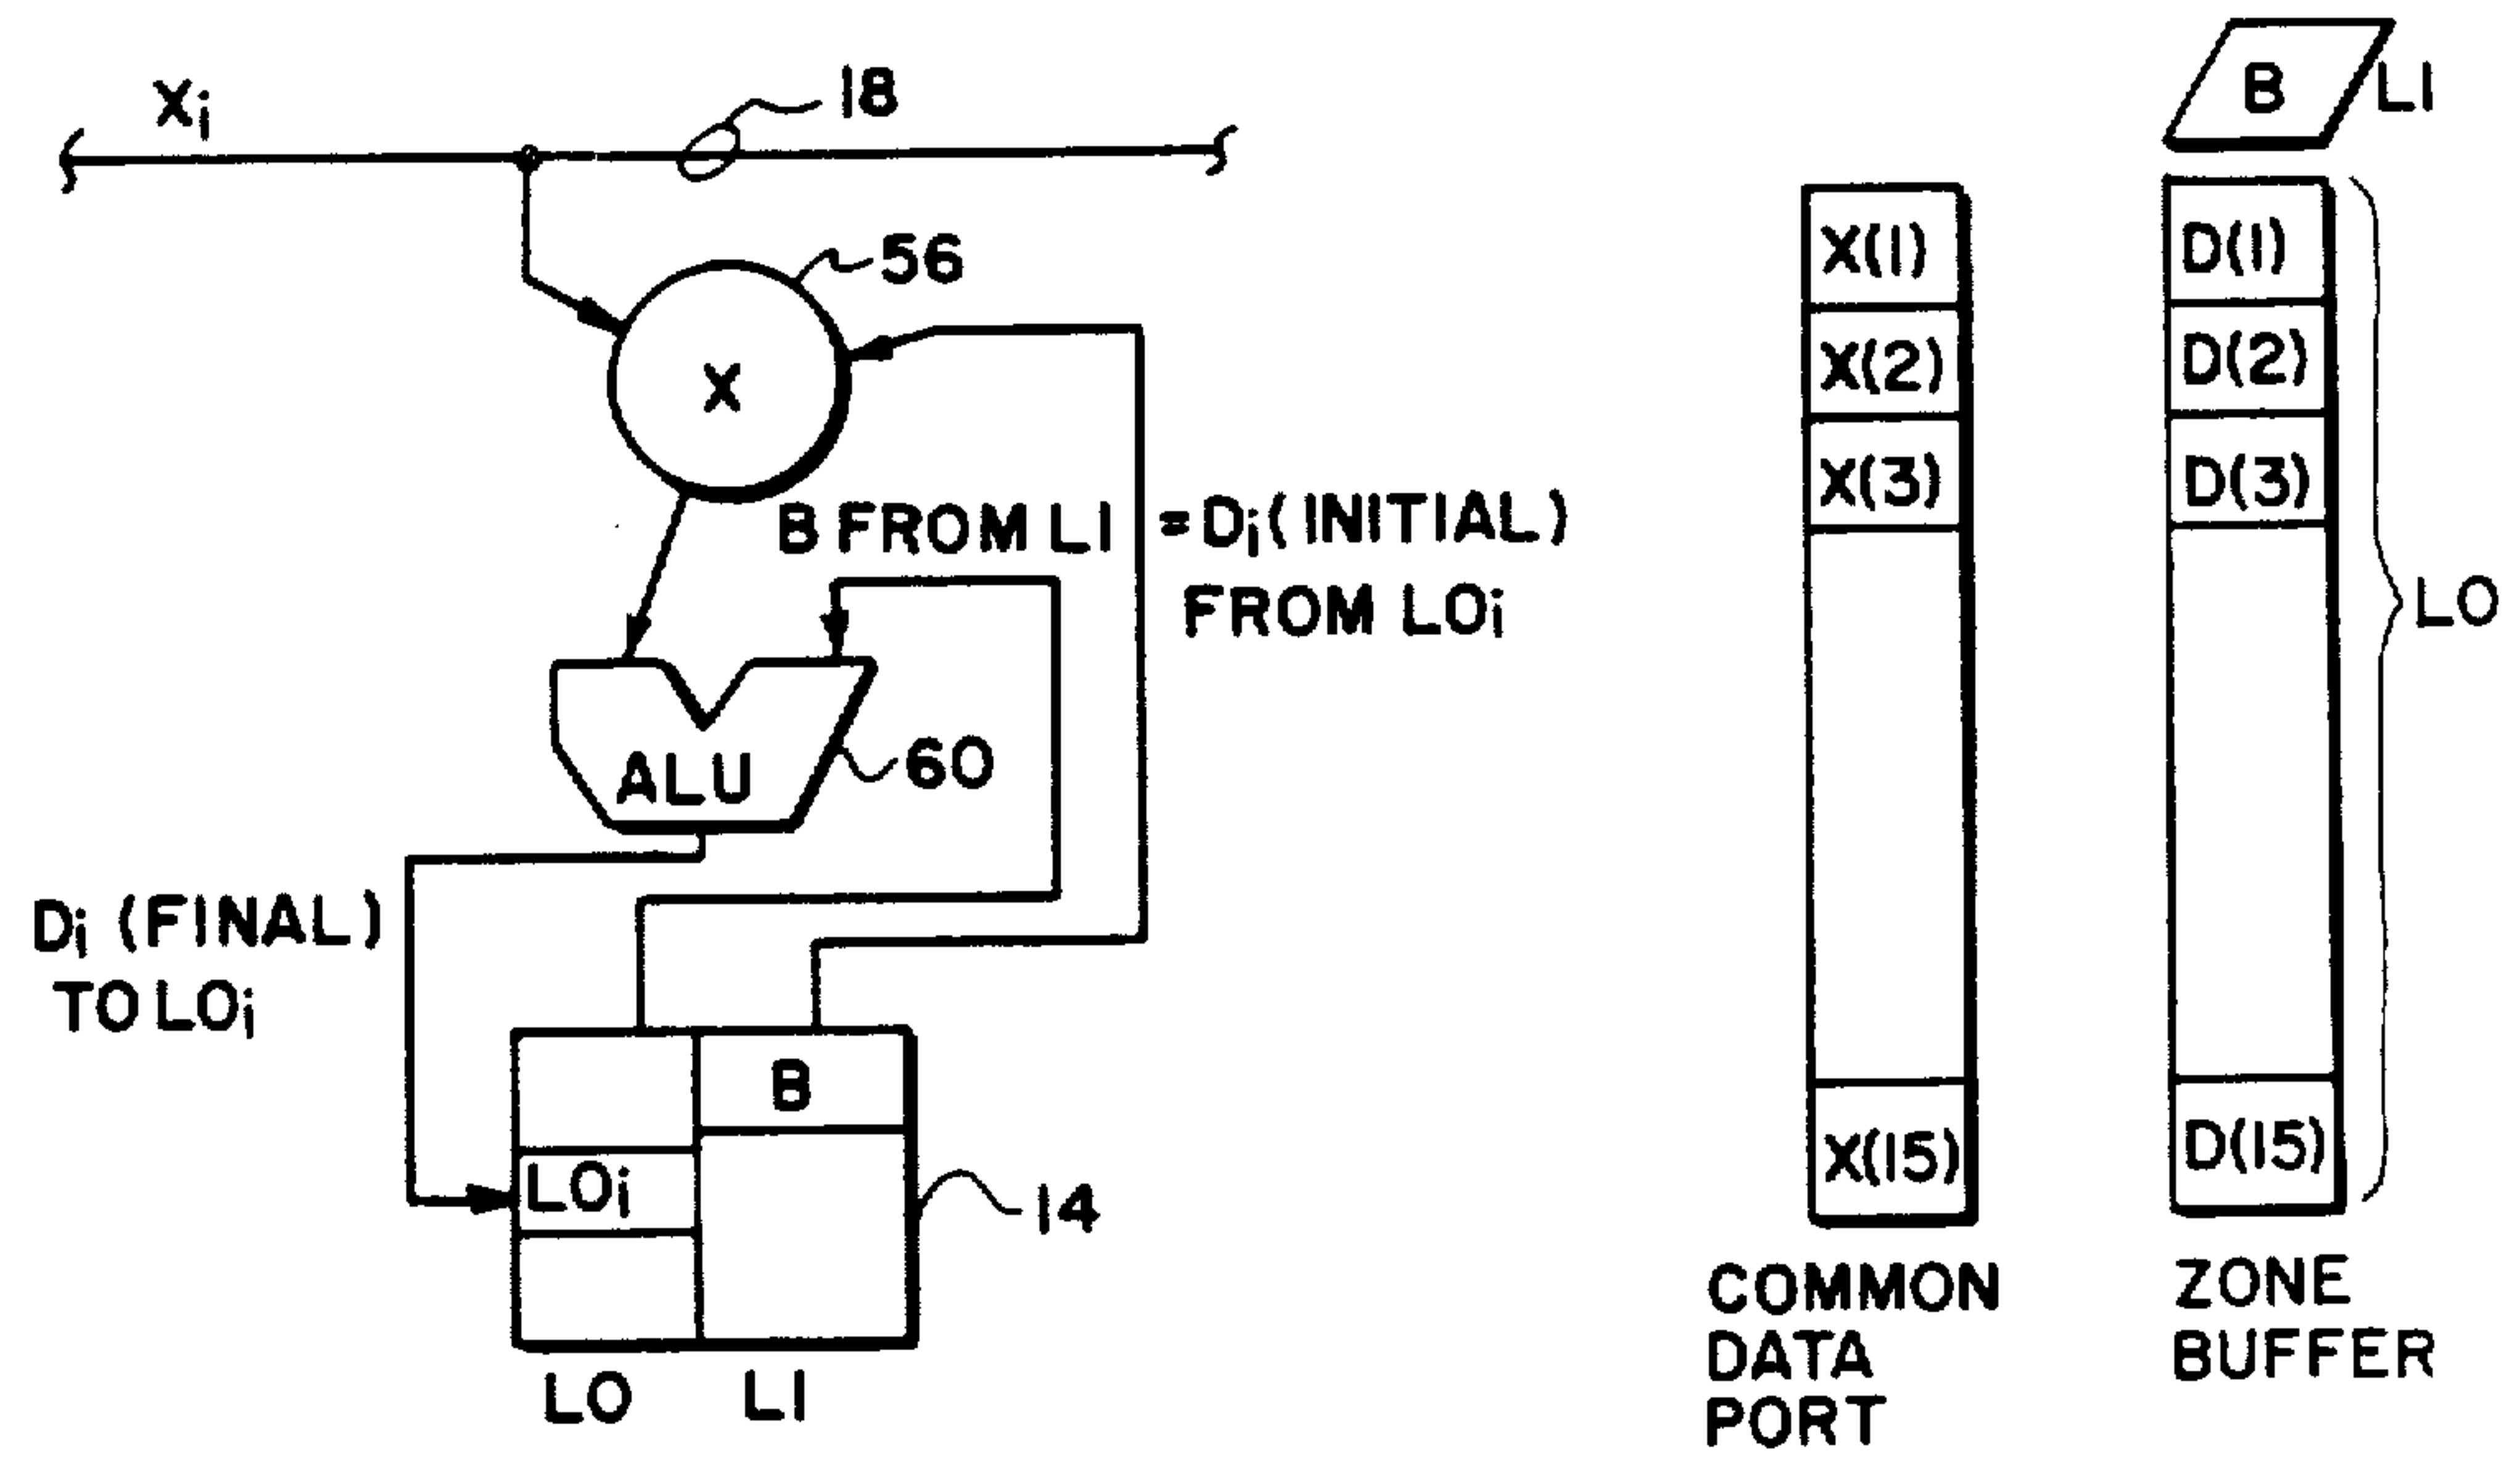 Xi
18
B
LI
56
X
X(1)
X(2)
X(3)
X(15)
D(1)
D(2)
D(3)
D(15)
LO
B FROM LI
=Di(INITIAL)
FROM LOi
ALU
60
Di (FINAL)
TO LOi
B
LOi
14
LO
LI
COMMON
DATA
PORT
ZONE
BUFFER